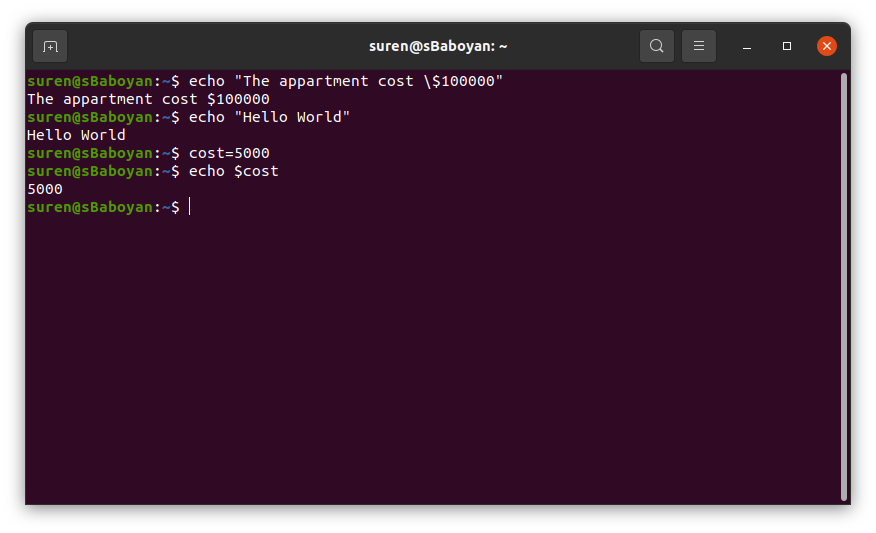 suren@sBaboyan: ~
suren@sBaboyan:~$ echo "The appartment cost \$100000"
The appartment cost $100000
suren@sBaboyan:~$ echo "Hello World"
Hello World
suren@sBaboyan:~$ cost=5000
suren@sBaboyan:~$ echo $cost
5000
suren@sBaboyan:~$